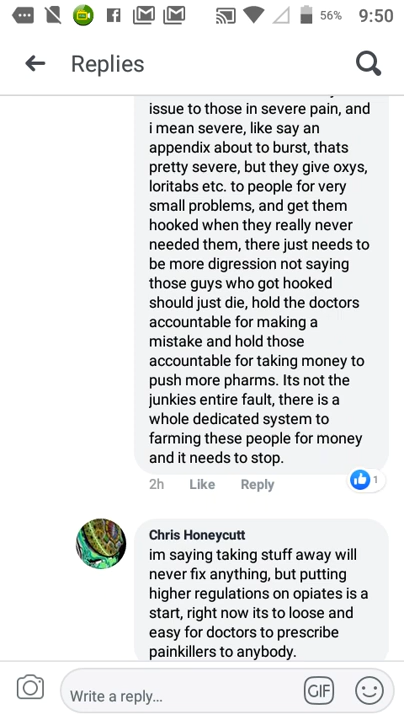 56% 9:50
Replies
issue to those in severe pain, and
i mean severe, like say an
appendix about to burst, thats
pretty severe, but they give oxys,
loritabs etc. to people for very
small problems, and get them
hooked when they really never
needed them, there just needs to
be more digression not saying
those guys who got hooked
should just die, hold the doctors
accountable for making a
mistake and hold those
accountable for taking money to
push more pharms. Its not the
junkies entire fault, there is a
whole dedicated system to
farming these people for money
and it needs to stop.
2h Like Reply 1
Chris Honeycutt
im saying taking stuff away will
never fix anything, but putting
higher regulations on opiates is a
start, right now its to loose and
easy for doctors to prescribe
painkillers to anybody.
Write a reply... GIF